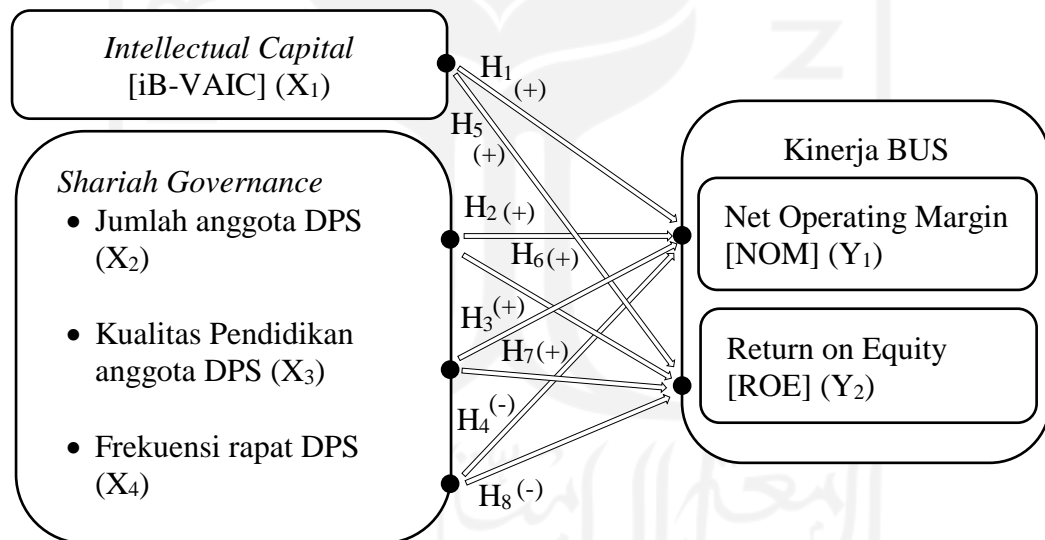 Intellectual Capital
[iB-VAIC] (X₁)
Shariah Governance
• Jumlah anggota DPS
(X₂)
• Kualitas Pendidikan
anggota DPS (X₃)
• Frekuensi rapat DPS
(X₄)
H₁
(+)
H₅
(+)
H₂ (+)
H₆(+)
H₃(+)
H₇(+)
H₄(-)
H₈(-)
Kinerja BUS
Net Operating Margin
[NOM] (Y₁)
Return on Equity
[ROE] (Y₂)